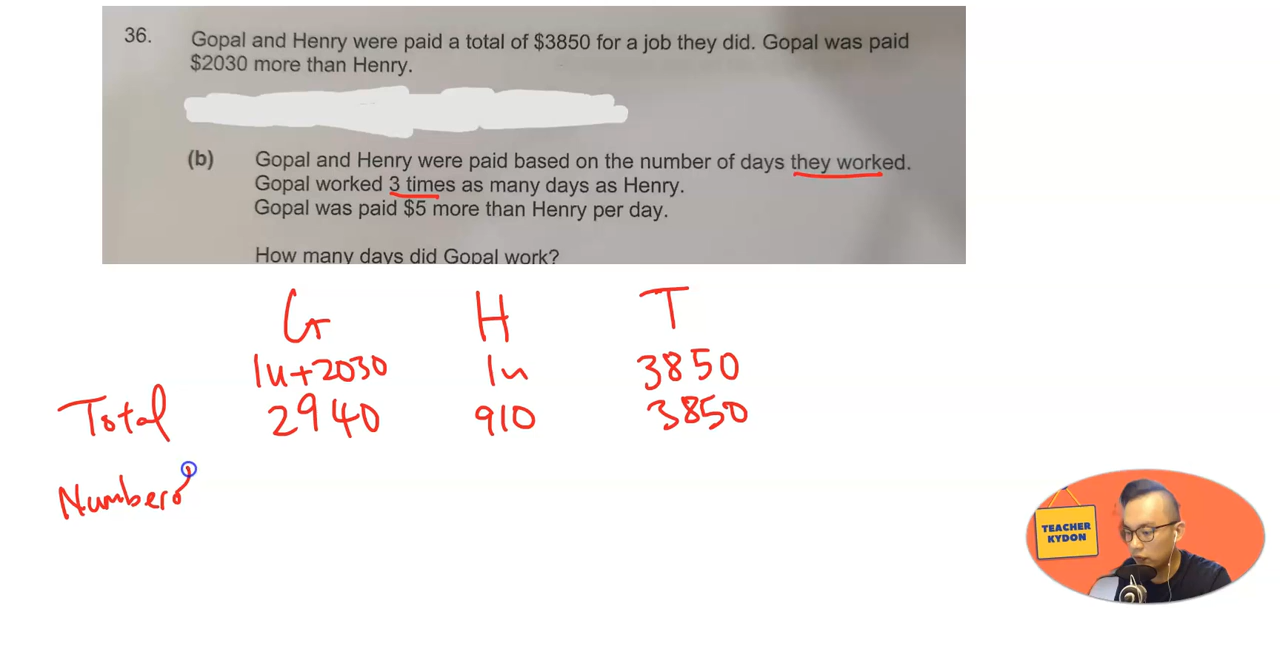 36.
Gopal and Henry were paid a total of $3850 for a job they did. Gopal was paid
$2030 more than Henry.
(b) Gopal and Henry were paid based on the number of days they worked.
Gopal worked 3 times as many days as Henry.
Gopal was paid $5 more than Henry per day.
How many days did Gopal work?
G H T
1u+2030 1u 3850
Total 2940 910 3850
Number of
TEACHER
KYDON